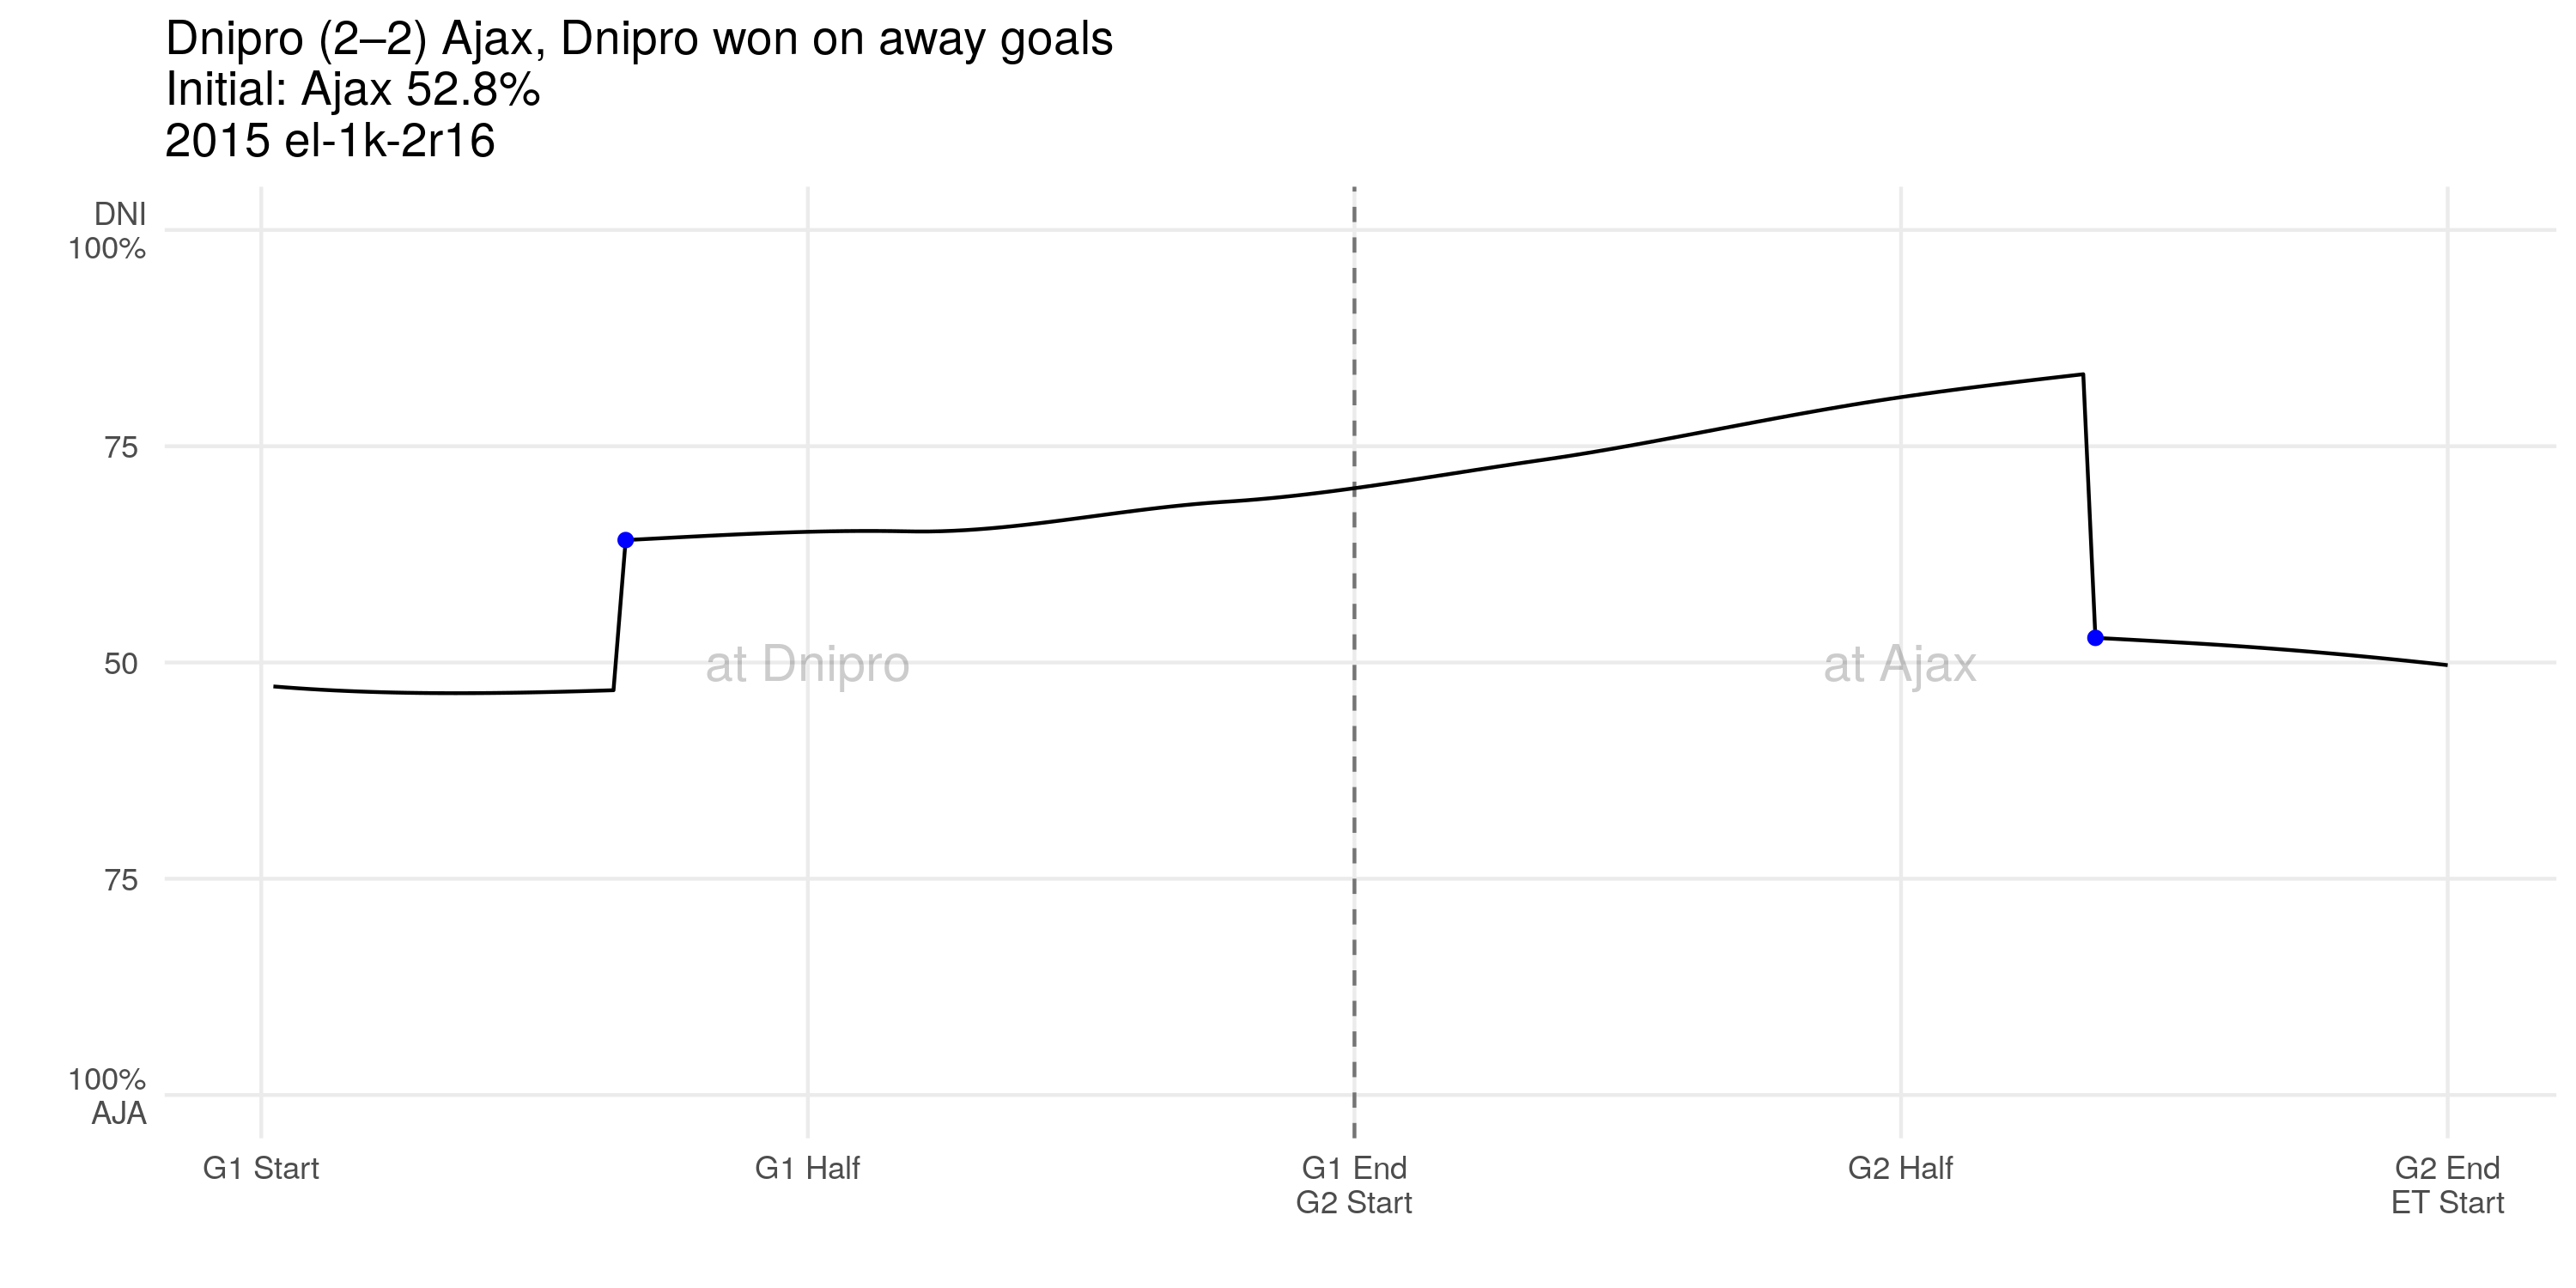 Dnipro (2–2) Ajax, Dnipro won on away goals
Initial: Ajax 52.8%
2015 el-1k-2r16
DNI
100%
75
50
75
100%
AJA
at Dnipro
at Ajax
G1 Start
G1 Half
G1 End
G2 Start
G2 Half
G2 End
ET Start